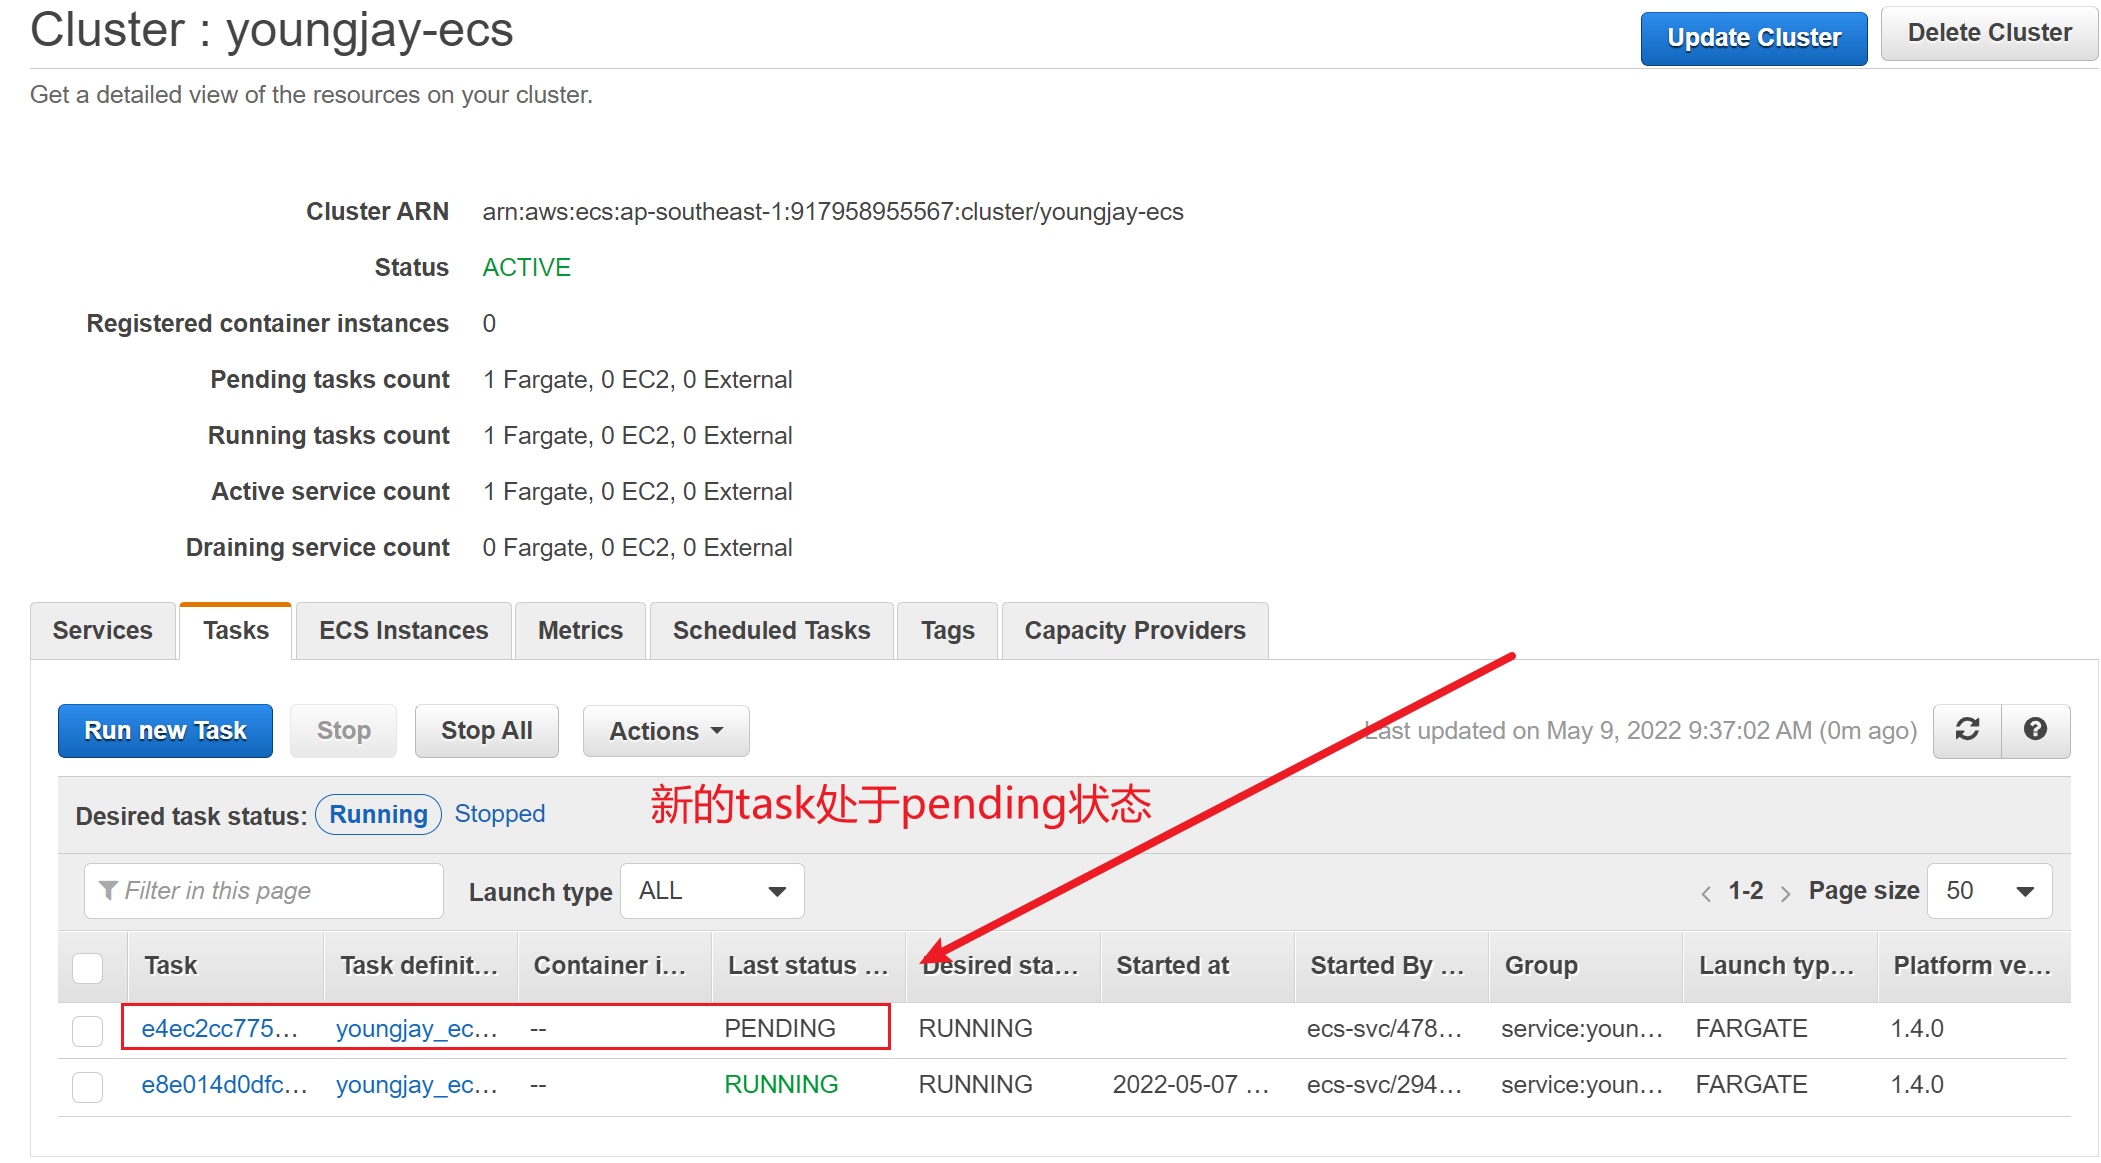 Cluster : youngjay-ecs
Update Cluster
Delete Cluster
Get a detailed view of the resources on your cluster.
Cluster ARN arn:aws:ecs:ap-southeast-1:917958955567:cluster/youngjay-ecs
Status ACTIVE
Registered container instances 0
Pending tasks count 1 Fargate, 0 EC2, 0 External
Running tasks count 1 Fargate, 0 EC2, 0 External
Active service count 1 Fargate, 0 EC2, 0 External
Draining service count 0 Fargate, 0 EC2, 0 External
Services Tasks ECS Instances Metrics Scheduled Tasks Tags Capacity Providers
Run new Task Stop Stop All Actions Last updated on May 9, 2022 9:37:02 AM (0m ago)
Desired task status: Running Stopped
新的task处于pending状态
Filter in this page Launch type ALL 1-2 Page size 50
Task Task definit... Container i... Last status ... Desired sta... Started at Started By ... Group Launch typ... Platform ve...
e4ec2cc775... youngjay_ec... -- PENDING RUNNING ecs-svc/478... service:youn... FARGATE 1.4.0
e8e014d0dfc... youngjay_ec... -- RUNNING RUNNING 2022-05-07 ... ecs-svc/294... service:youn... FARGATE 1.4.0